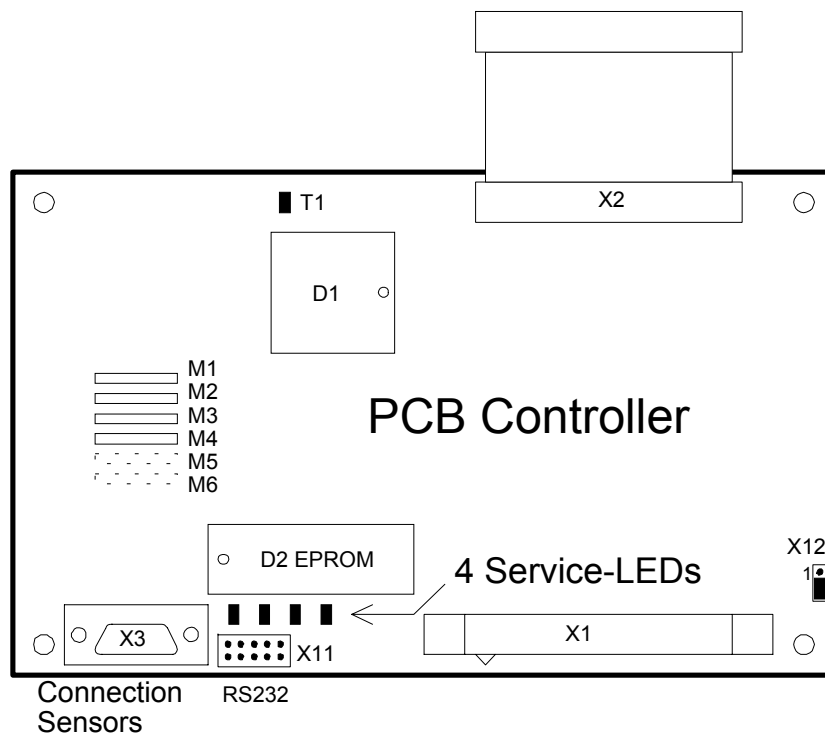 X2
T1
D1
M1
M2
M3
M4
M5
M6
PCB Controller
D2 EPROM
4 Service-LEDs
X12
1
X3
X11
X1
Connection
Sensors
RS232